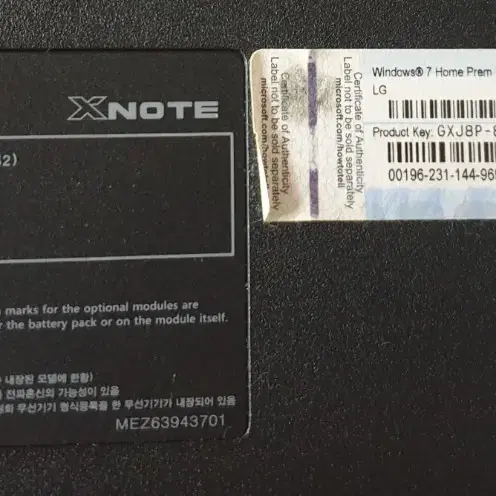 XNOTE
42)
marks for the optional modules are
the battery pack or on the module itself.
내장된 모델에 한함)
전파혼신의 가능성이 있음
무선기기 형식등록을 한 무선기기가 내장되어 있음
MEZ63943701
Certificate of Authenticity
Label not to be sold separately
microsoft.com/howtotell
Certificate of Authenticity
Label not to be sold separately
microsoft.com/howtotell
Windows® 7 Home Prem
LG
Product Key: GXJ8P-
00196-231-144-96